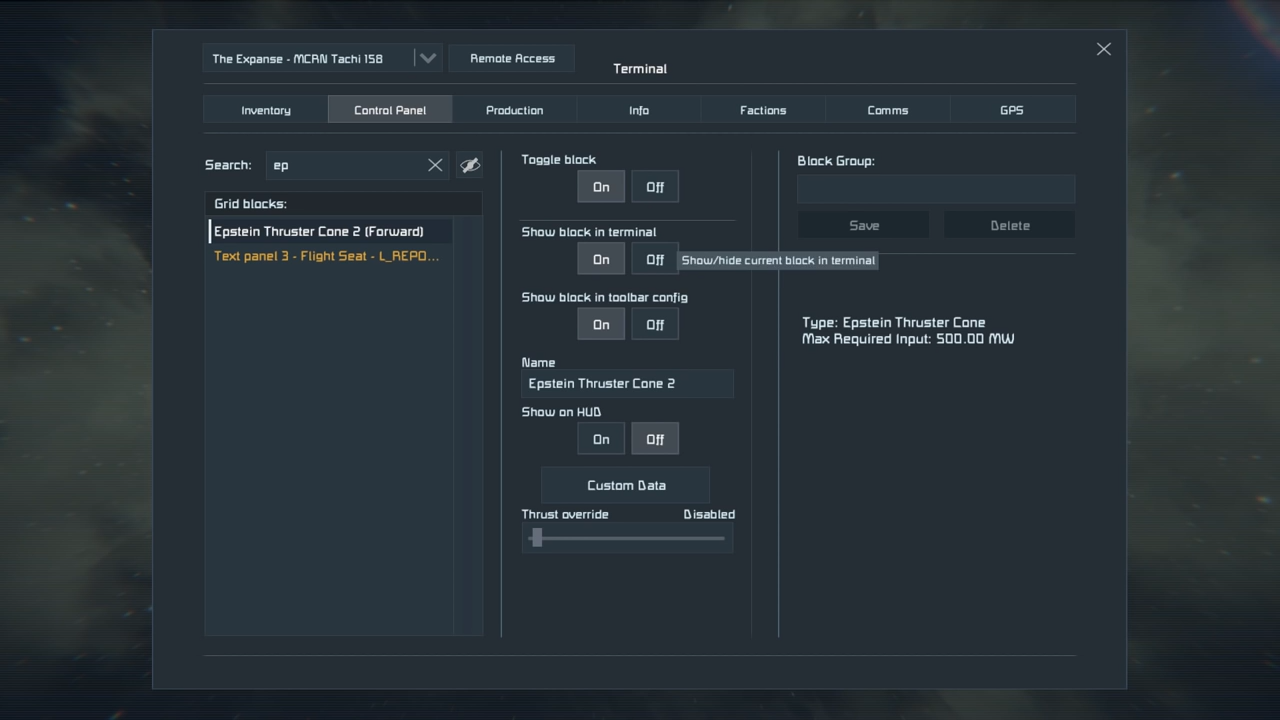 The Expanse - MCRN Tachi 158
Remote Access
Terminal
Inventory
Control Panel
Production
Info
Factions
Comms
GPS
Search:
ep
Grid blocks:
Epstein Thruster Cone 2 (Forward)
Text panel 3 - Flight Seat - L_REPO...
Toggle block
On
Off
Show block in terminal
On
Off
Show/hide current block in terminal
Show block in toolbar config
On
Off
Name
Epstein Thruster Cone 2
Show on HUD
On
Off
Custom Data
Thrust override
Disabled
Block Group:
Save
Delete
Type: Epstein Thruster Cone
Max Required Input: 500.00 MW